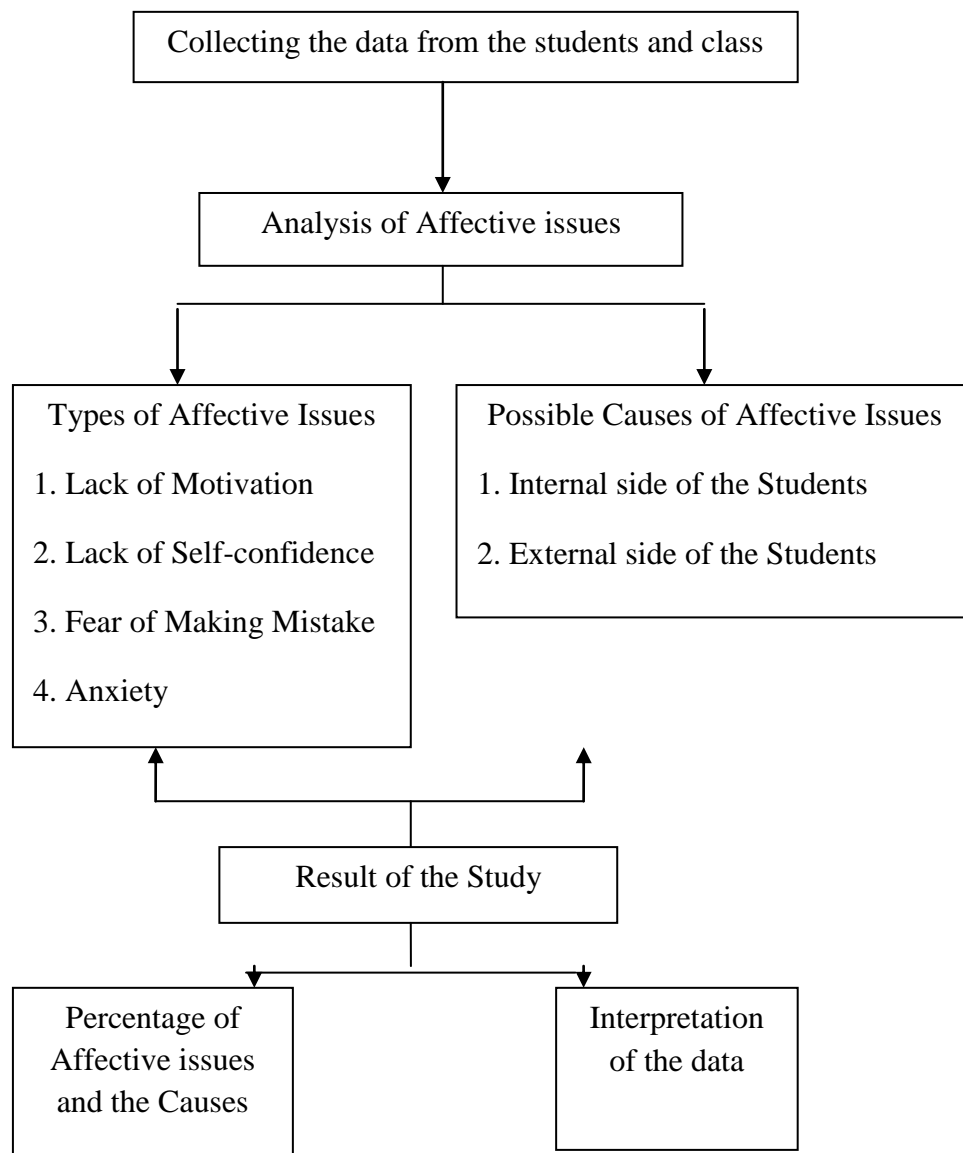 Collecting the data from the students and class
Analysis of Affective issues
Types of Affective Issues
1. Lack of Motivation
2. Lack of Self-confidence
3. Fear of Making Mistake
4. Anxiety
Possible Causes of Affective Issues
1. Internal side of the Students
2. External side of the Students
Result of the Study
Percentage of
Affective issues
and the Causes
Interpretation
of the data